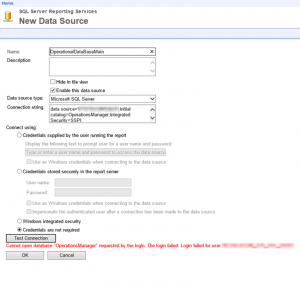 Home
SQL Server Reporting Services
New Data Source
Name:
OperationalDataBaseMain
Description:
Hide in tile view
Enable this data source
Data source type:
Microsoft SQL Server
Connection string:
data source=
initial
catalog=OperationsManager;Integrated
Security=SSPI
Connect using:
Credentials supplied by the user running the report
Display the following text to prompt user for a user name and password:
Type or enter a user name and password to access the data source
Use as Windows credentials when connecting to the data source
Credentials stored securely in the report server
User name:
Password:
Use as Windows credentials when connecting to the data source
Impersonate the authenticated user after a connection has been made to the data source
Windows integrated security
Credentials are not required
Test Connection
Cannot open database "OperationsManager" requested by the login. The login failed. Login failed for user
OK
Cancel